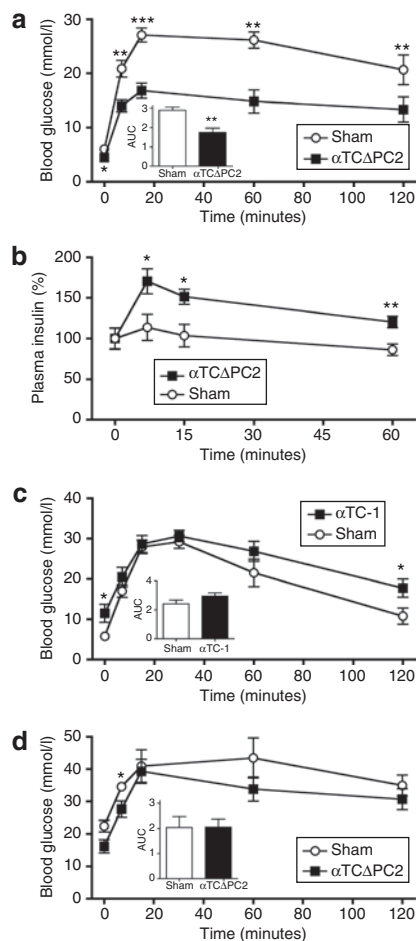 a
Blood glucose (mmol/l)
30
20
10
0
*
**
***
**
**
AUC
3
2
1
0
**
Sham αTCΔPC2
Sham
αTCΔPC2
0 20 40 60 80 100 120
Time (minutes)
b
Plasma insulin (%)
200
150
100
50
0
*
*
**
αTCΔPC2
Sham
0 15 30 45 60
Time (minutes)
c
Blood glucose (mmol/l)
40
30
20
10
0
*
*
αTC-1
Sham
AUC
4
2
0
Sham αTC-1
0 20 40 60 80 100 120
Time (minutes)
d
Blood glucose (mmol/l)
50
40
30
20
10
0
*
AUC
3
2
1
0
Sham αTCΔPC2
Sham
αTCΔPC2
0 20 40 60 80 100 120
Time (minutes)